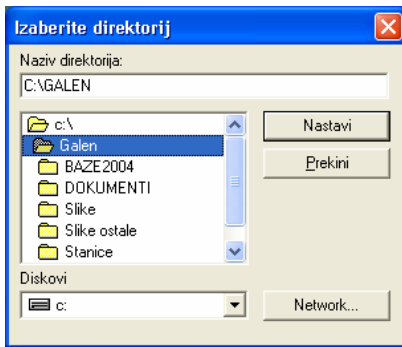 Izaberite direktorij
Naziv direktorija:
C:\GALEN
c:\
Galen
BAZE2004
DOKUMENTI
Slike
Slike ostale
Stanice
Nastavi
Prekini
Diskovi
c:
Network...